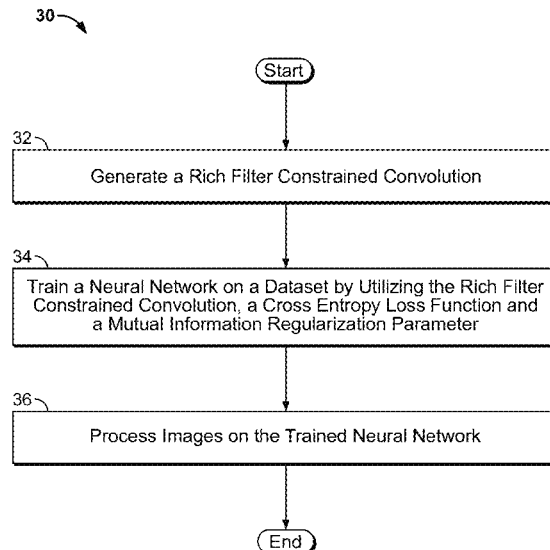 30
Start
32
Generate a Rich Filter Constrained Convolution
34
Train a Neural Network on a Dataset by Utilizing the Rich Filter
Constrained Convolution, a Cross Entropy Loss Function and
a Mutual Information Regularization Parameter
36
Process Images on the Trained Neural Network
End